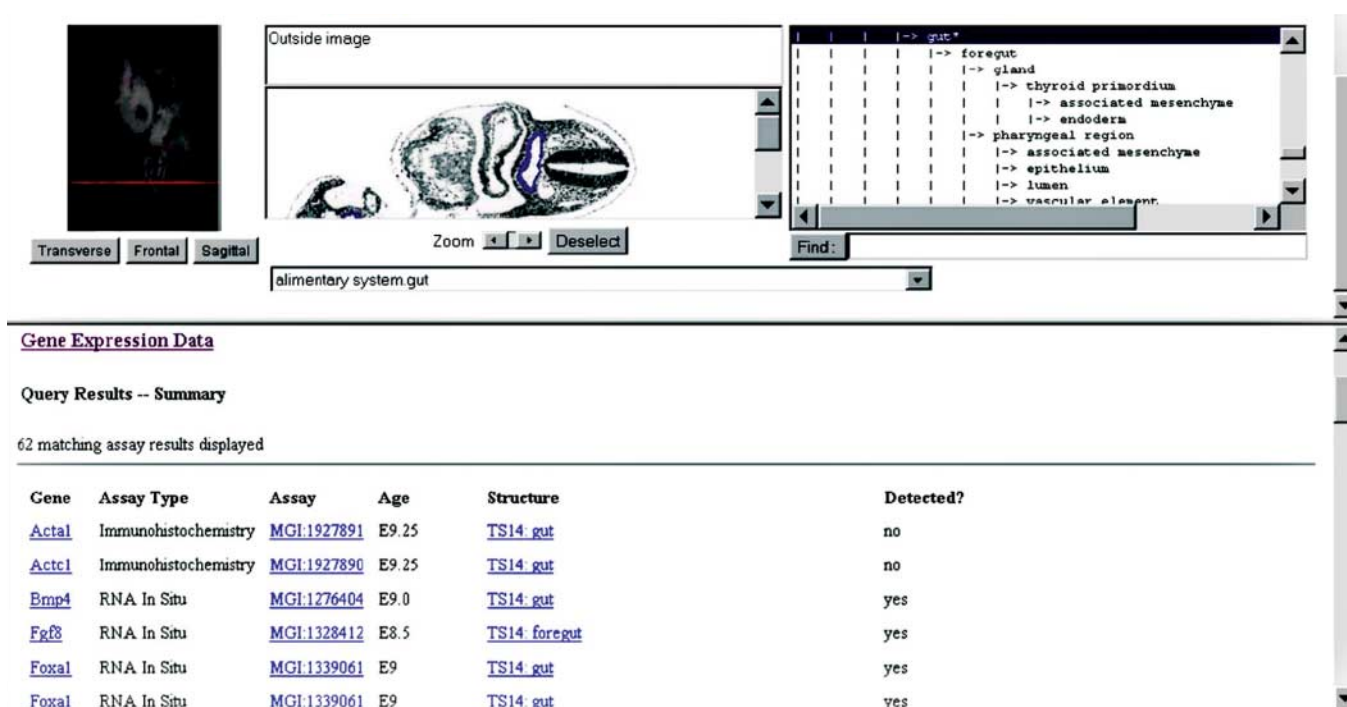 Outside image
Transverse Frontal Sagittal
Zoom Deselect
alimentary system.gut
| | | |-> gut*
| | | | |-> foregut
| | | | | |-> gland
| | | | | | |-> thyroid primordium
| | | | | | | |-> associated mesenchyme
| | | | | | | |-> endoderm
| | | | | |-> pharyngeal region
| | | | | | |-> associated mesenchyme
| | | | | | |-> epithelium
| | | | | | |-> lumen
| | | | | | |-> vascular element
Find:
Gene Expression Data
Query Results -- Summary
62 matching assay results displayed
Gene Assay Type Assay Age Structure Detected?
Acta1 Immunohistochemistry MGI:1927891 E9.25 TS14: gut no
Actc1 Immunohistochemistry MGI:1927890 E9.25 TS14: gut no
Bmp4 RNA In Situ MGI:1276404 E9.0 TS14: gut yes
Fgf8 RNA In Situ MGI:1328412 E8.5 TS14: foregut yes
Foxa1 RNA In Situ MGI:1339061 E9 TS14: gut yes
Foxa1 RNA In Situ MGI:1339061 E9 TS14: gut yes